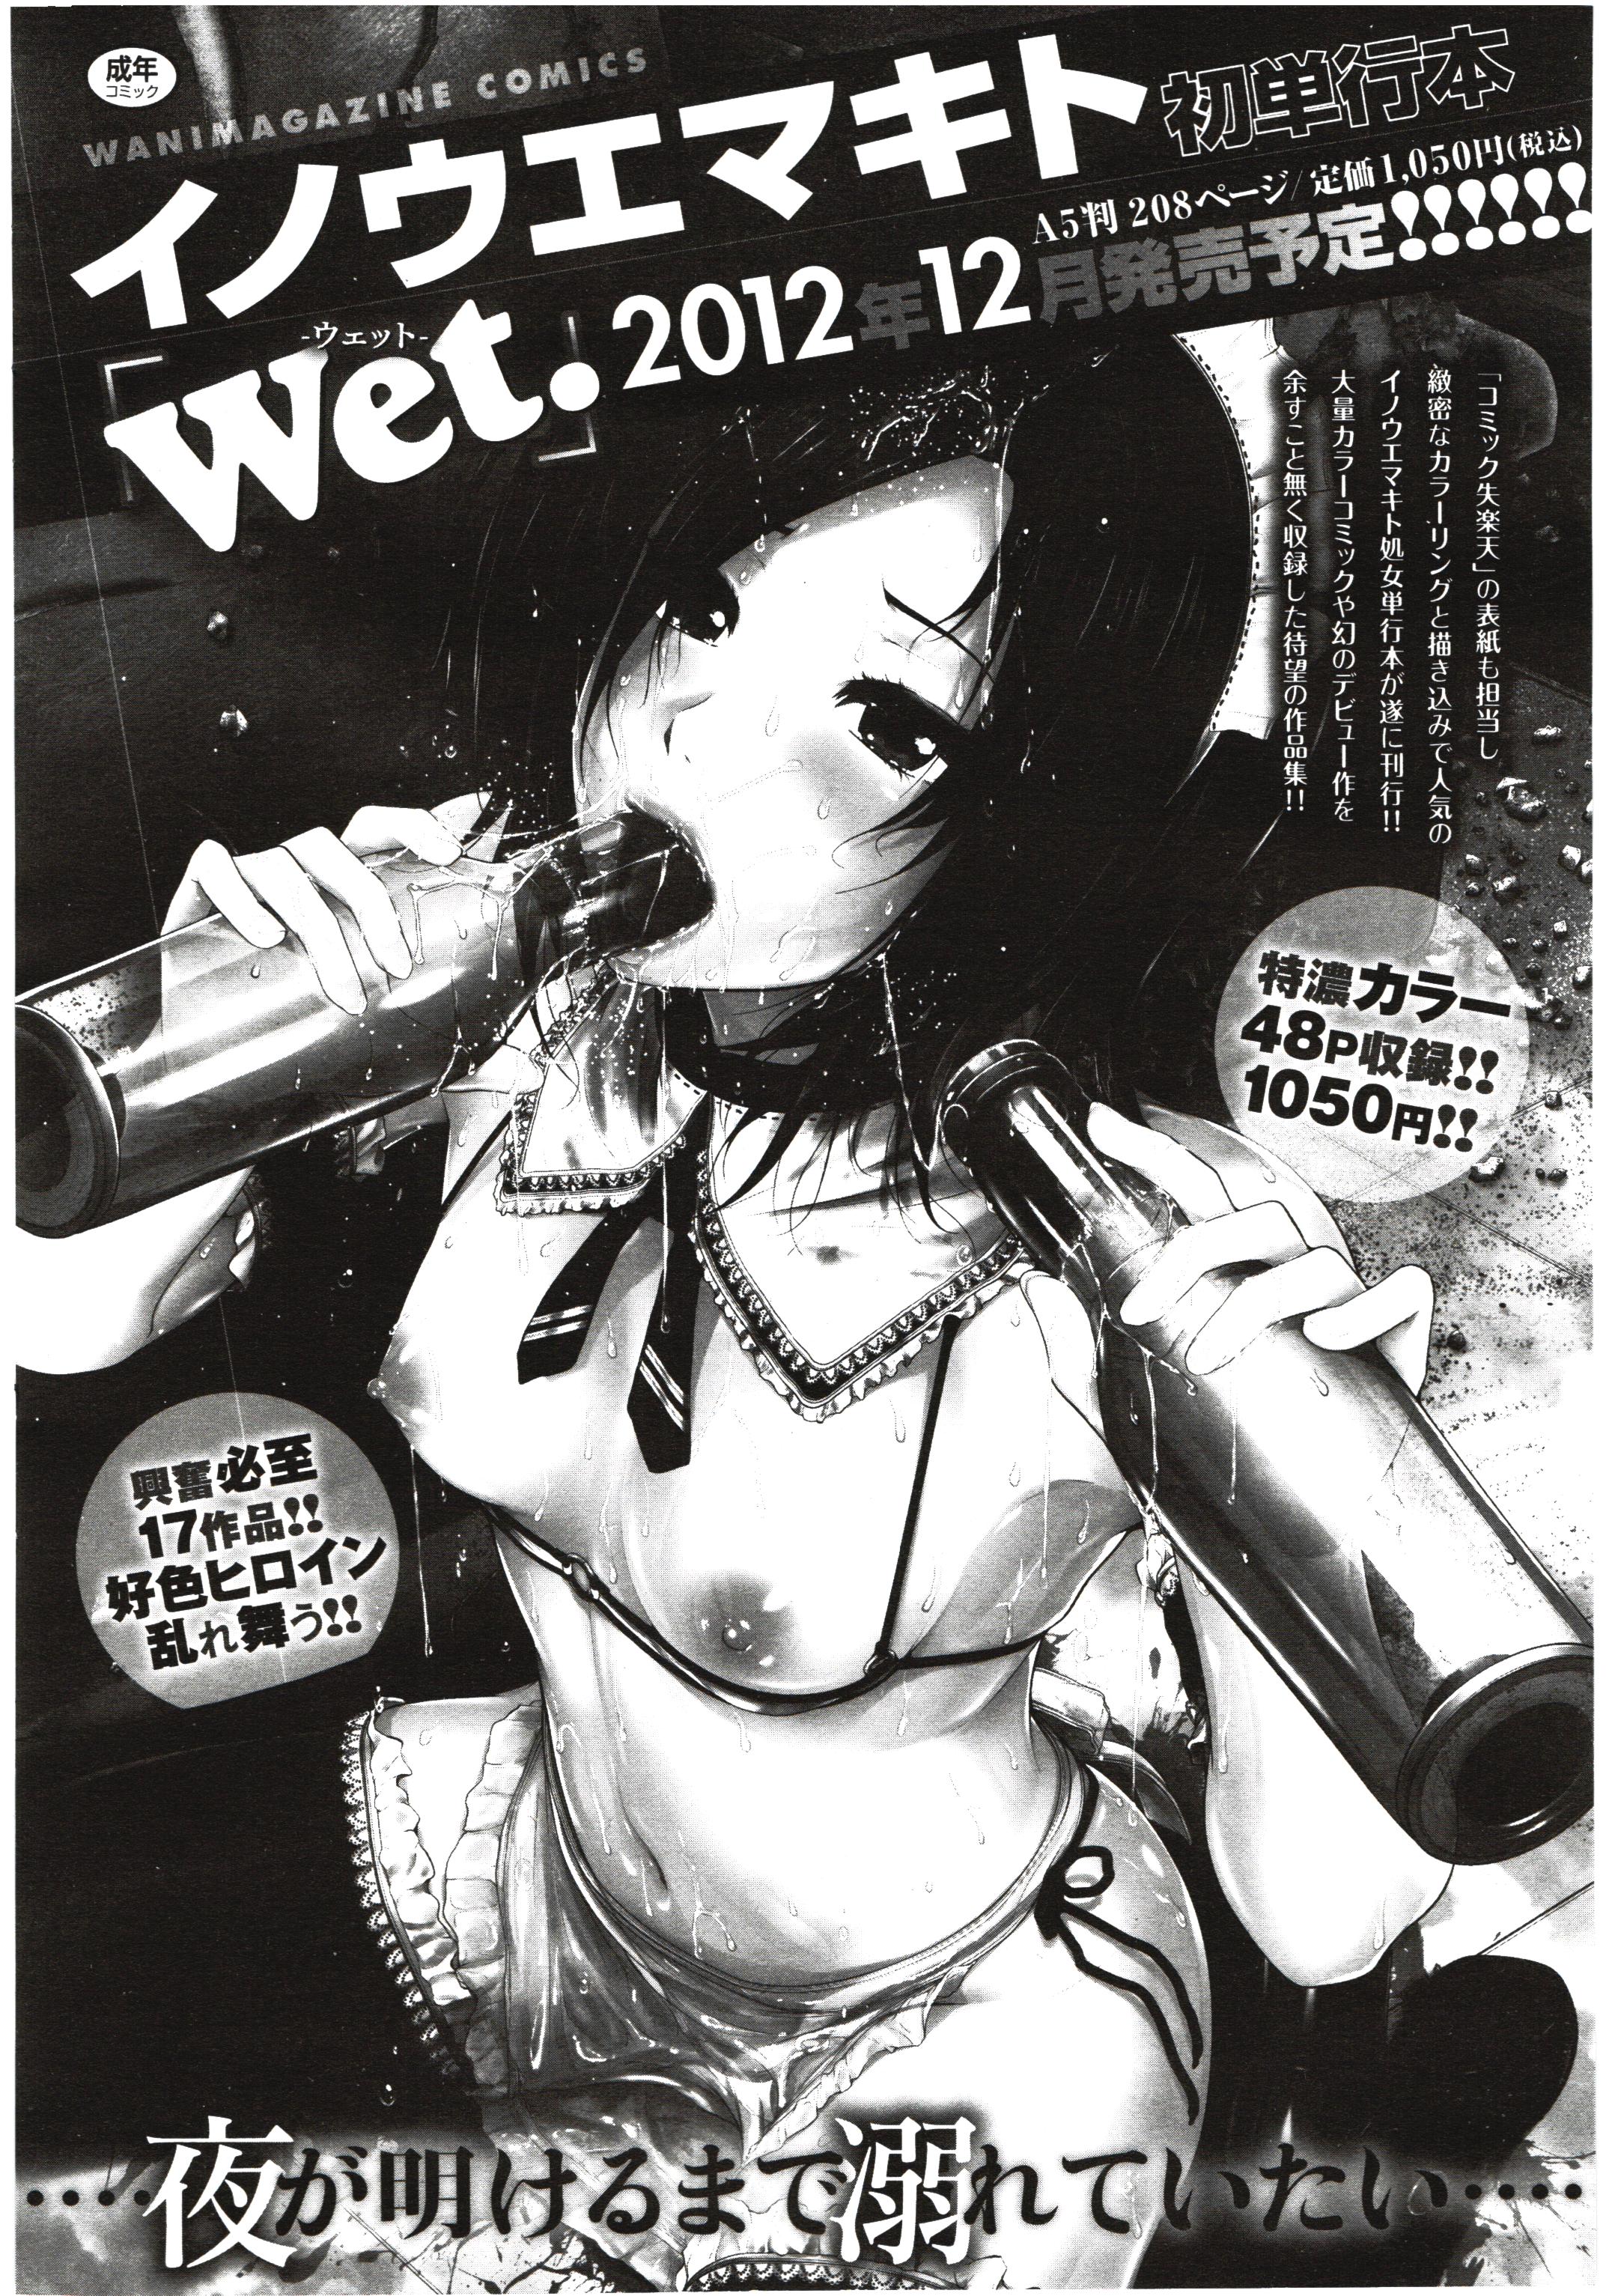 成年
コミック
WANIMAGAZINE COMICS
イノウエマキト 初単行本
A5判 208ページ/定価1,050円(税込)
-ウェット-
「wet.」2012年12月発売予定!!!!!!
「コミック失楽天」の表紙も担当し
緻密なカラーリングと描き込みで人気の
イノウエマキト処女単行本が遂に刊行!!
大量カラーコミックや幻のデビュー作を
余すこと無く収録した待望の作品集!!
特濃カラー
48P収録!!
1050円!!
興奮必至
17作品!!
好色ヒロイン
乱れ舞う!!
‥‥夜が明けるまで溺れていたい‥‥